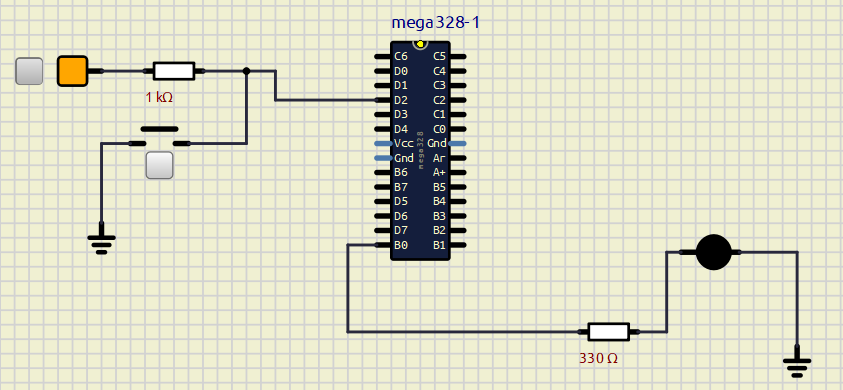 mega328-1
C6 C5
D0 C4
D1 C3
D2 C2
D3 C1
D4 C0
Vcc Gnd
Gnd Ar
B6 A+
B7 B5
D5 B4
D6 B3
D7 B2
B0 B1
mega328
1 kΩ
330 Ω